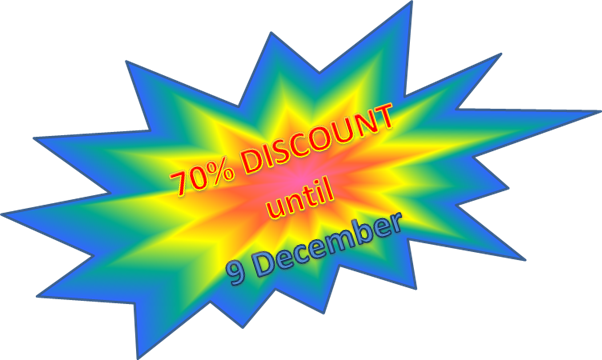 70% DISCOUNT
until
9 December